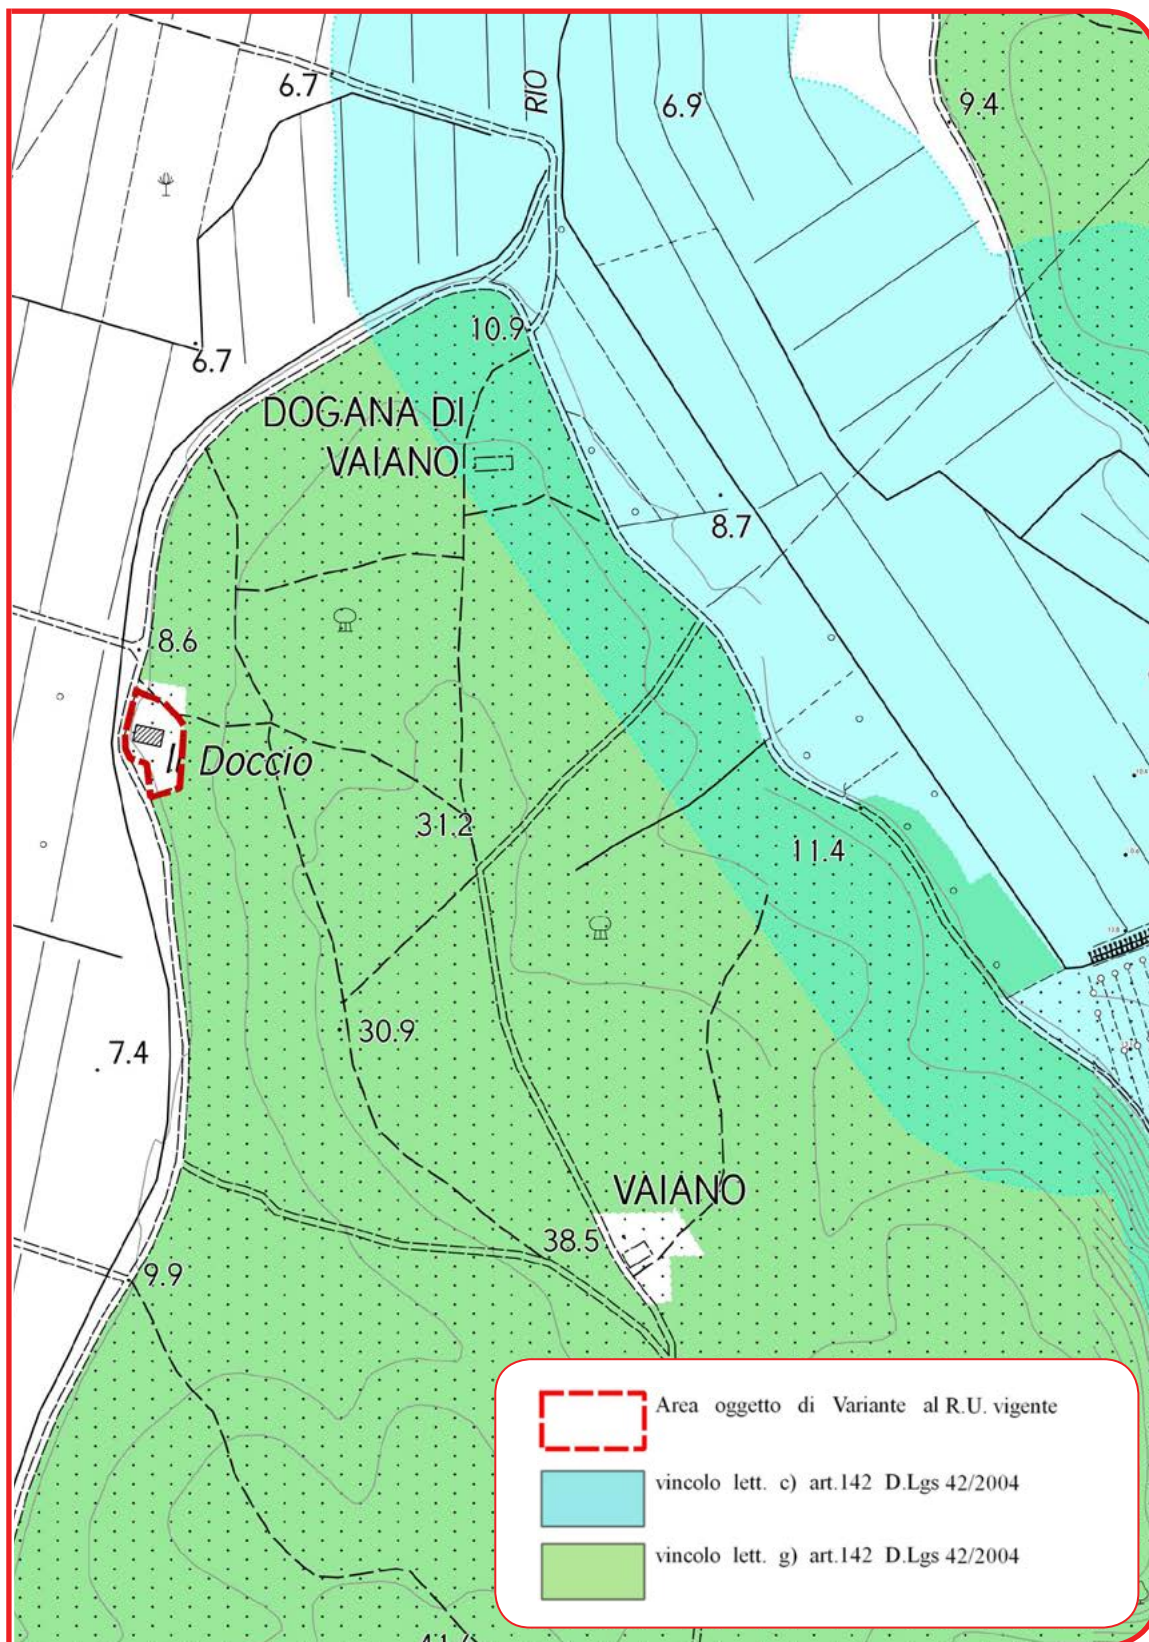 6.7
RIO
6.9
9.4
6.7
10.9
DOGANA DI
VAIANO
8.7
8.6
Il Doccio
31.2
11.4
30.9
7.4
VAIANO
38.5
9.9
Area oggetto di Variante al R.U. vigente
vincolo lett. c) art.142 D.Lgs 42/2004
vincolo lett. g) art.142 D.Lgs 42/2004